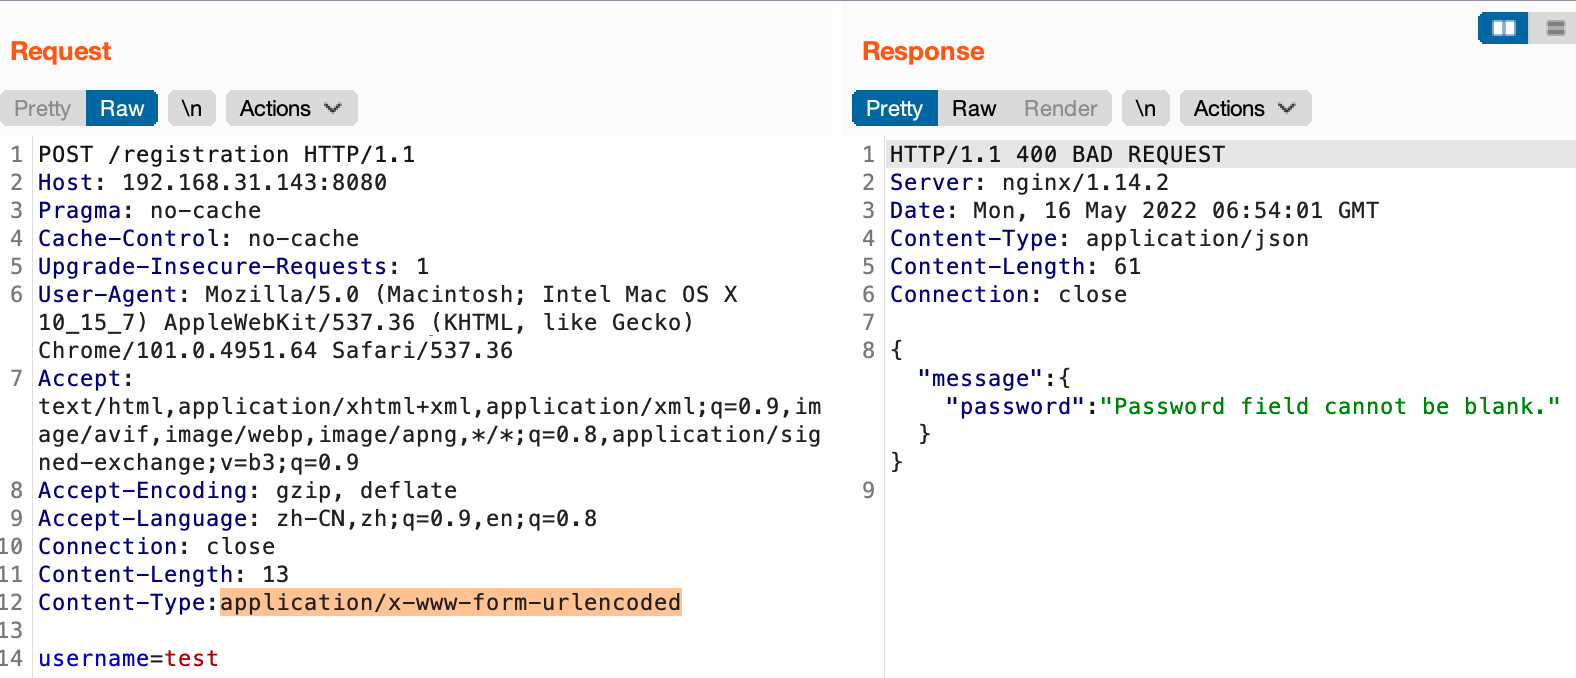 Request
Pretty Raw \n Actions
1 POST /registration HTTP/1.1
2 Host: 192.168.31.143:8080
3 Pragma: no-cache
4 Cache-Control: no-cache
5 Upgrade-Insecure-Requests: 1
6 User-Agent: Mozilla/5.0 (Macintosh; Intel Mac OS X
10_15_7) AppleWebKit/537.36 (KHTML, like Gecko)
Chrome/101.0.4951.64 Safari/537.36
7 Accept:
text/html,application/xhtml+xml,application/xml;q=0.9,im
age/avif,image/webp,image/apng,*/*;q=0.8,application/sig
ned-exchange;v=b3;q=0.9
8 Accept-Encoding: gzip, deflate
9 Accept-Language: zh-CN,zh;q=0.9,en;q=0.8
10 Connection: close
11 Content-Length: 13
12 Content-Type:application/x-www-form-urlencoded
13
14 username=test
Response
Pretty Raw Render \n Actions
1 HTTP/1.1 400 BAD REQUEST
2 Server: nginx/1.14.2
3 Date: Mon, 16 May 2022 06:54:01 GMT
4 Content-Type: application/json
5 Content-Length: 61
6 Connection: close
7
8 {
"message":{
"password":"Password field cannot be blank."
}
}
9